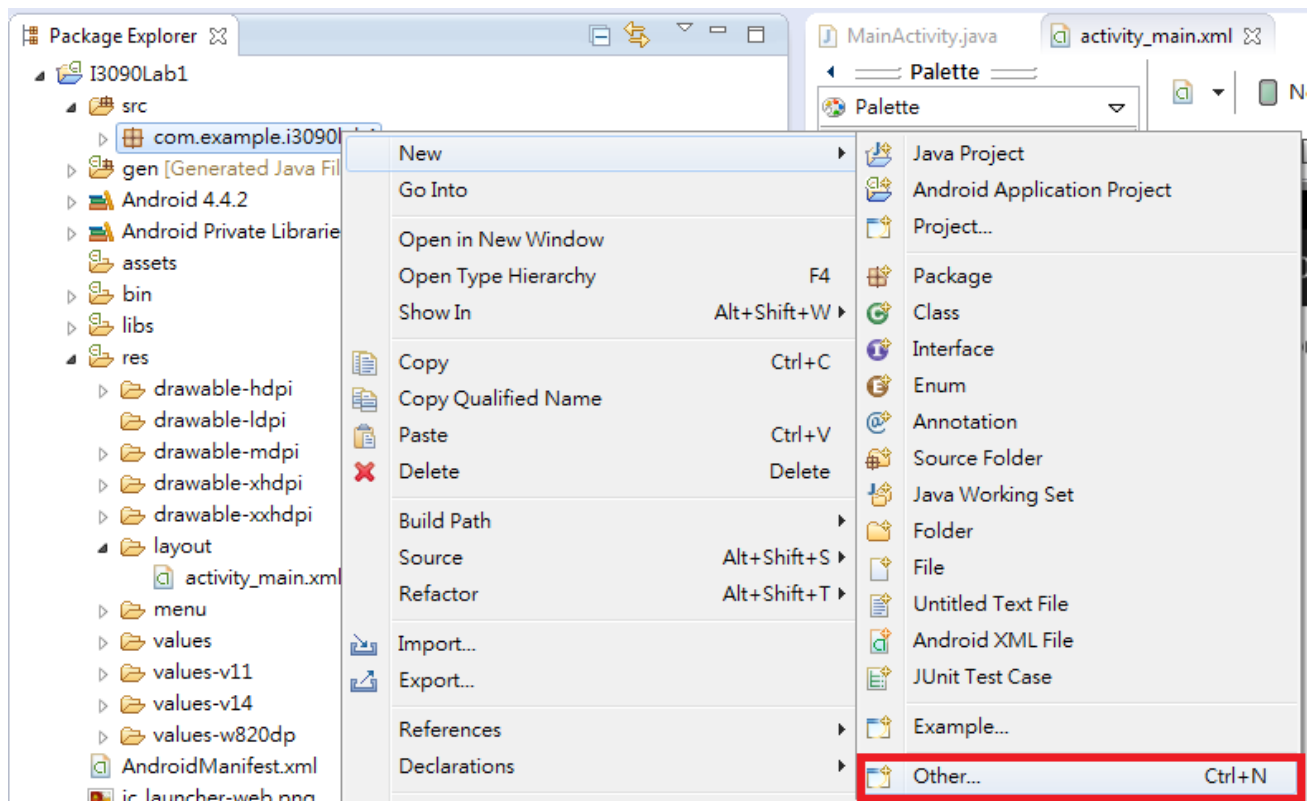 Package Explorer
I3090Lab1
src
com.example.i3090l
gen [Generated Java Fil
Android 4.4.2
Android Private Librarie
assets
bin
libs
res
drawable-hdpi
drawable-ldpi
drawable-mdpi
drawable-xhdpi
drawable-xxhdpi
layout
activity_main.xml
menu
values
values-v11
values-v14
values-w820dp
AndroidManifest.xml
ic_launcher-web.png
New
Go Into
Open in New Window
Open Type Hierarchy F4
Show In Alt+Shift+W
Copy Ctrl+C
Copy Qualified Name
Paste Ctrl+V
Delete Delete
Build Path
Source Alt+Shift+S
Refactor Alt+Shift+T
Import...
Export...
References
Declarations
MainActivity.java activity_main.xml
Palette
Palette
Java Project
Android Application Project
Project...
Package
Class
Interface
Enum
Annotation
Source Folder
Java Working Set
Folder
File
Untitled Text File
Android XML File
JUnit Test Case
Example...
Other... Ctrl+N